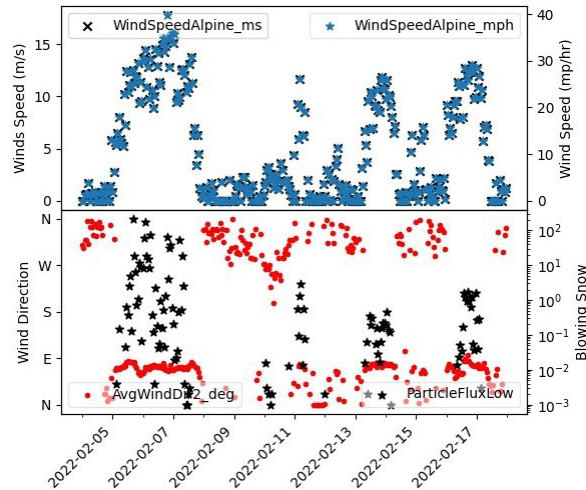 WindSpeedAlpine_ms
WindSpeedAlpine_mph
Winds Speed (m/s)
15
10
5
0
Wind Speed (mp/hr)
40
30
20
10
0
Wind Direction
N
W
S
E
N
Blowing Snow
10²
10¹
10⁰
10⁻¹
10⁻²
10⁻³
AvgWindDir2_deg
ParticleFluxLow
2022-02-05
2022-02-07
2022-02-09
2022-02-11
2022-02-13
2022-02-15
2022-02-17